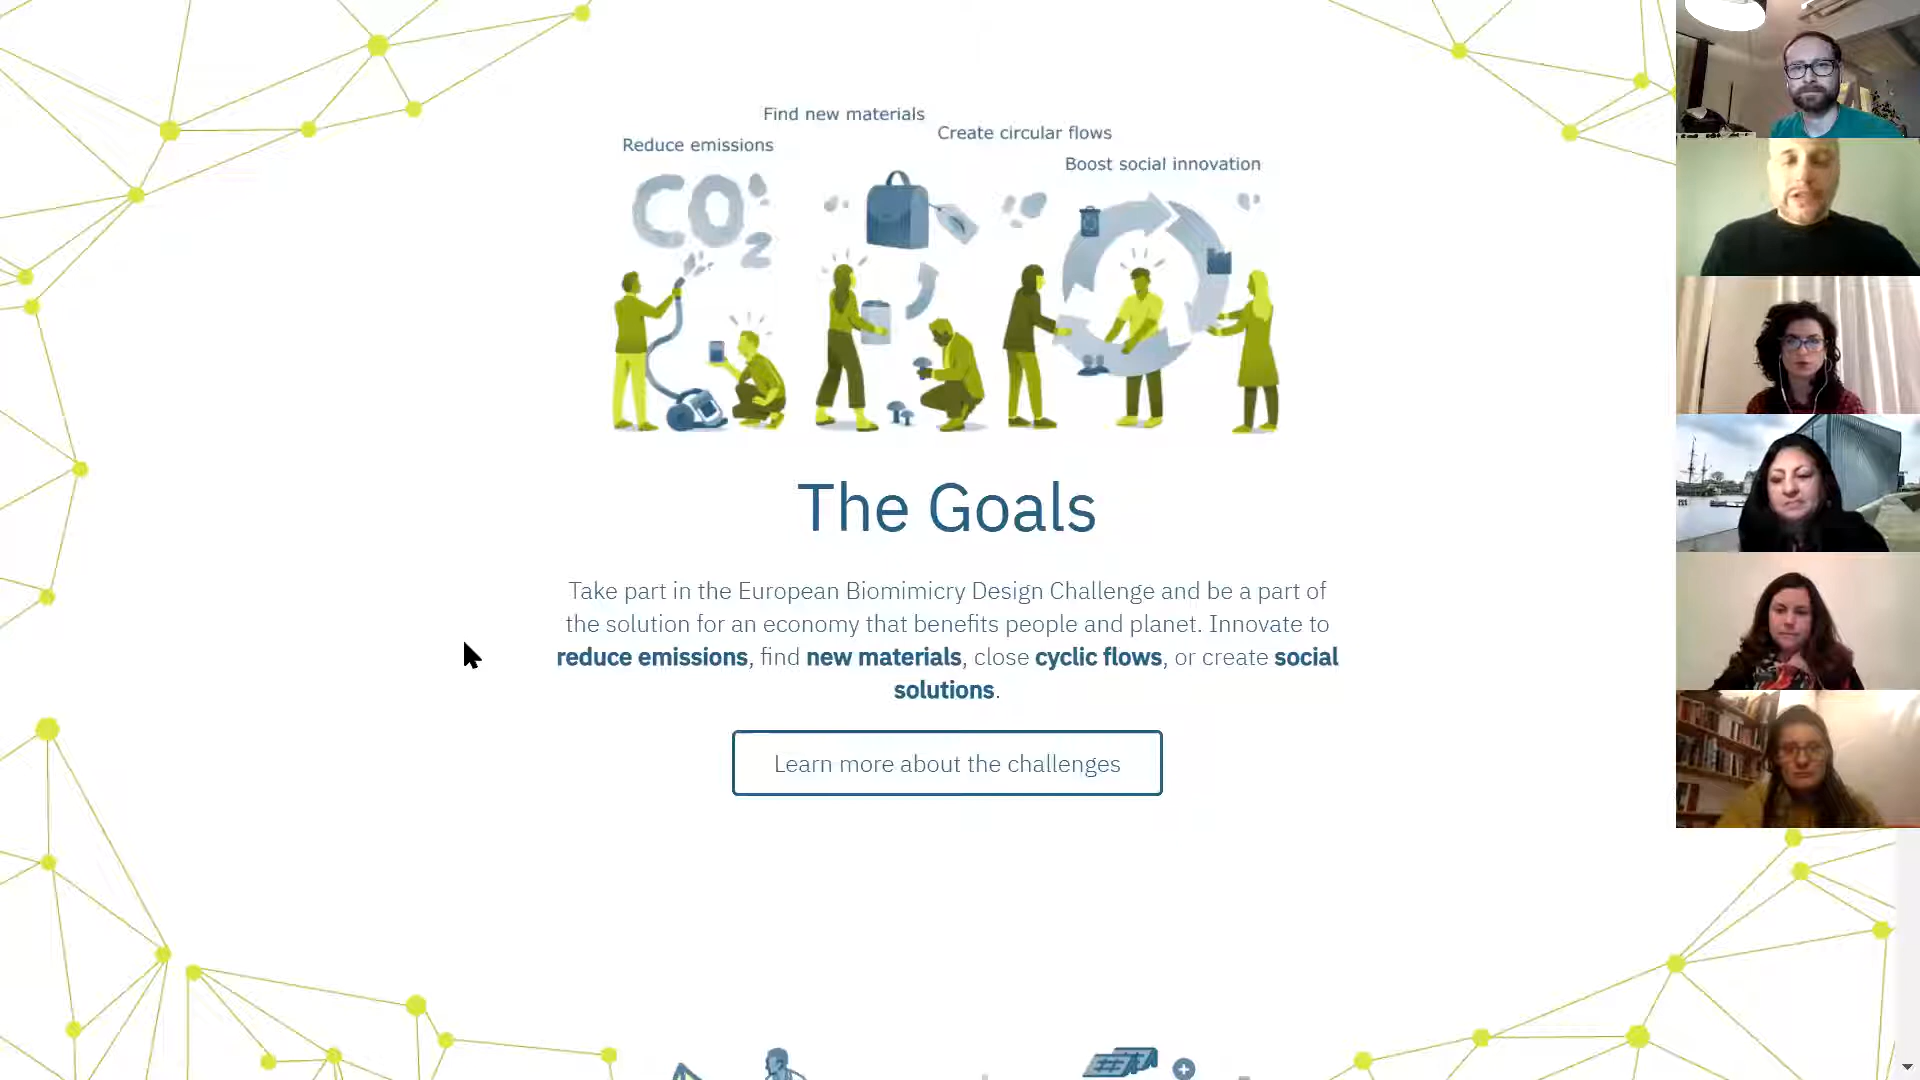 Find new materials
Create circular flows
Reduce emissions
Boost social innovation
CO2
The Goals
Take part in the European Biomimicry Design Challenge and be a part of
the solution for an economy that benefits people and planet. Innovate to
reduce emissions, find new materials, close cyclic flows, or create social
solutions.
Learn more about the challenges